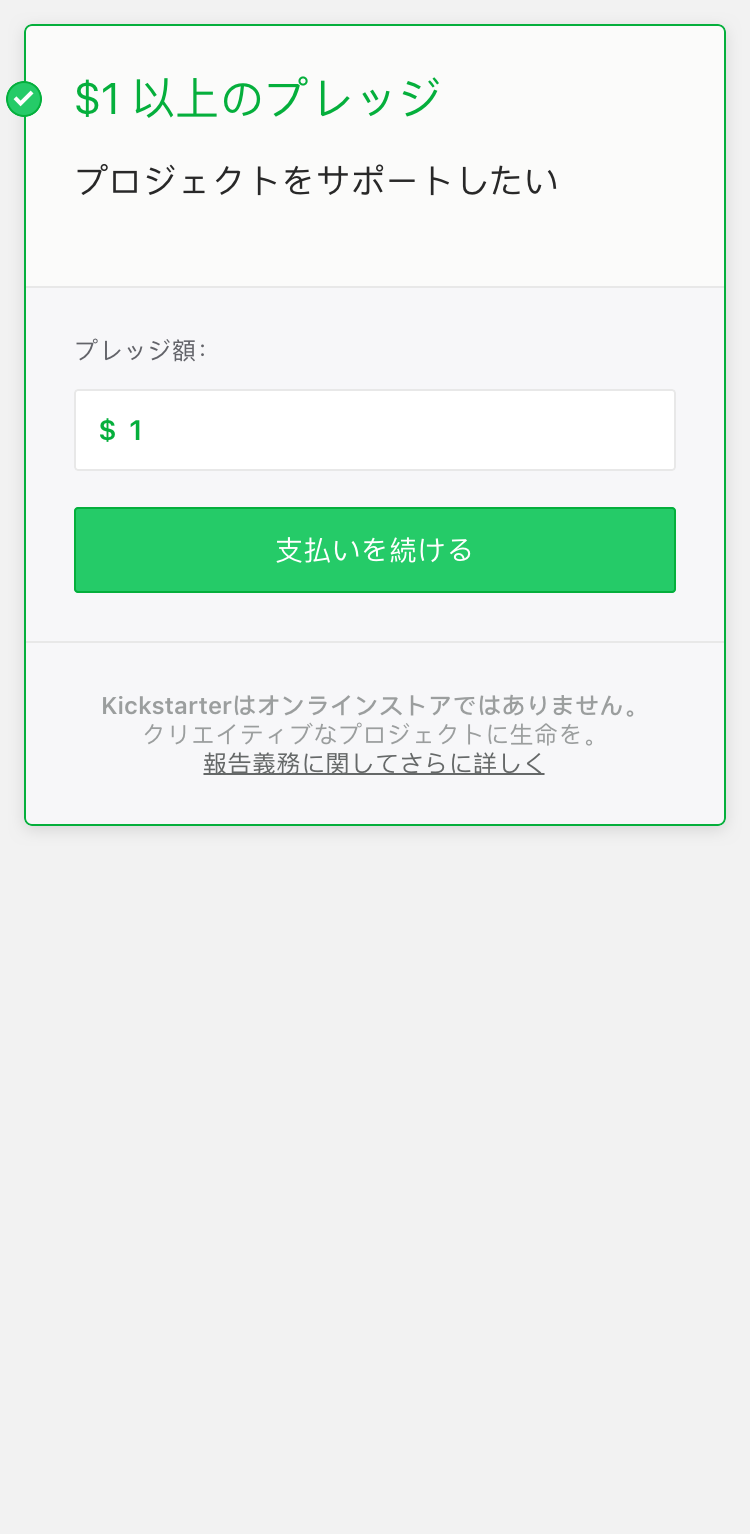 $1 以上のプレッジ
プロジェクトをサポートしたい
プレッジ額:
$ 1
支払いを続ける
Kickstarterはオンラインストアではありません。
クリエイティブなプロジェクトに生命を。
報告義務に関してさらに詳しく